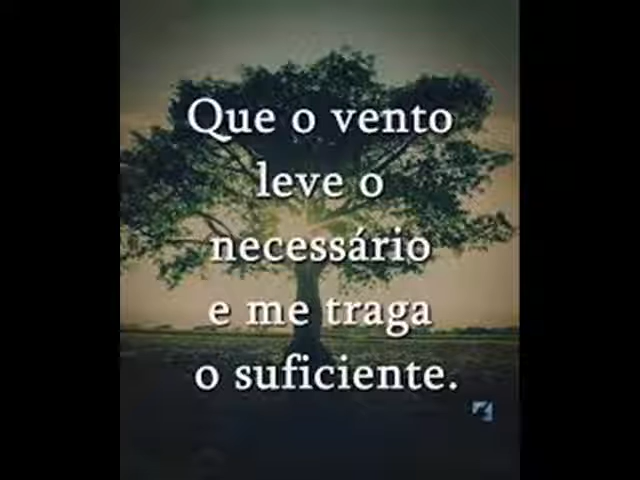 Que o vento
leve o
necessário
e me traga
o suficiente.